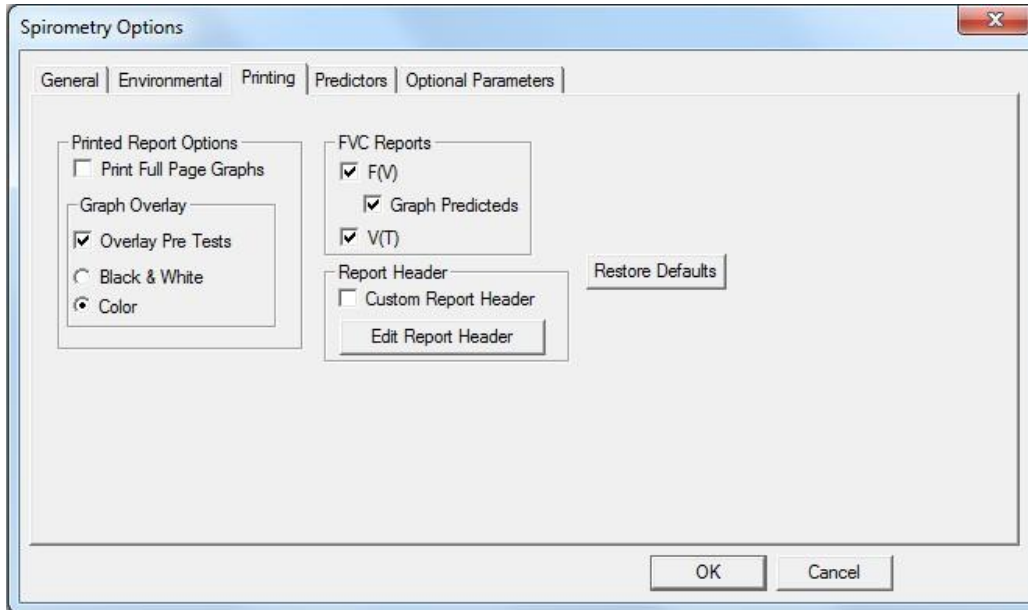 Spirometry Options
General
Environmental
Printing
Predictors
Optional Parameters
Printed Report Options
Print Full Page Graphs
Graph Overlay
Overlay Pre Tests
Black & White
Color
FVC Reports
F(V)
Graph Predicteds
V(T)
Report Header
Custom Report Header
Edit Report Header
Restore Defaults
OK
Cancel